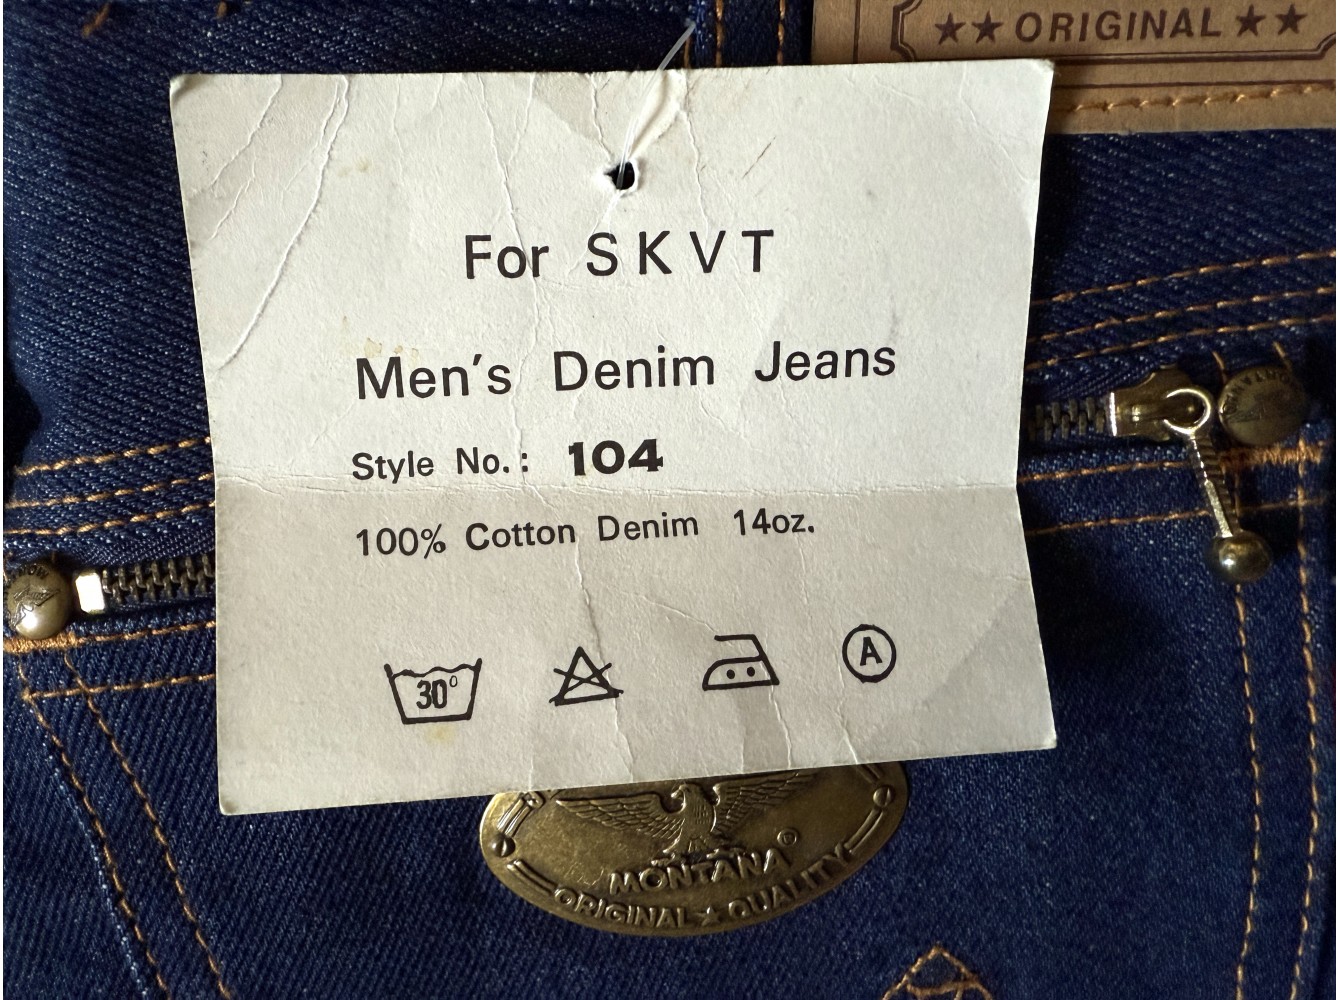 ★★ ORIGINAL ★★
For SKVT
Men's Denim Jeans
Style No.: 104
100% Cotton Denim 14oz.
30°
A
MONTANA
ORIGINAL ★ QUALITY